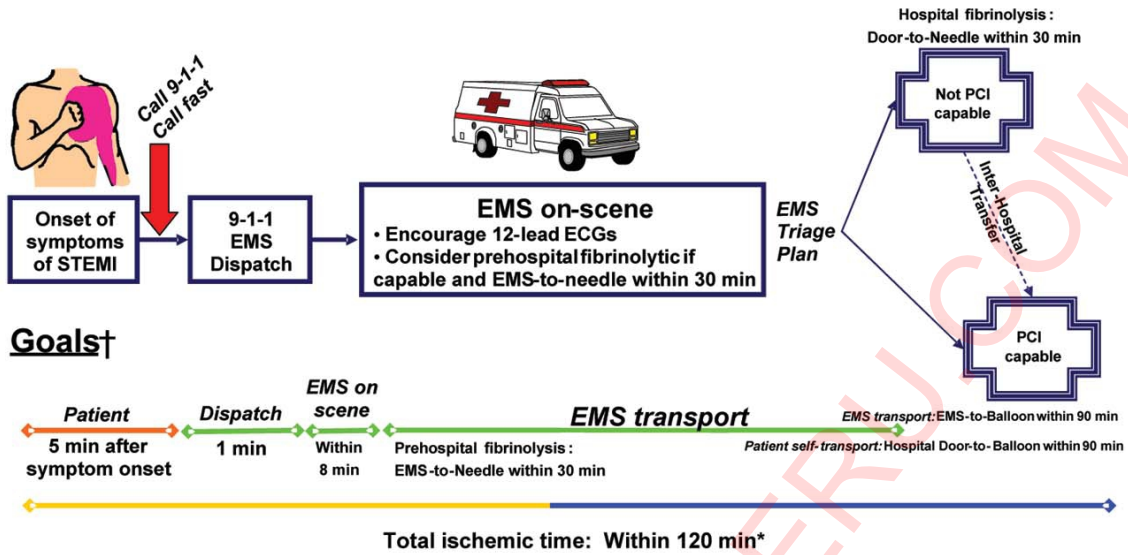 Hospital fibrinolysis :
Door-to-Needle within 30 min
Call 9-1-1
Call fast
Not PCI
capable
Onset of
symptoms
of STEMI
9-1-1
EMS
Dispatch
EMS on-scene
• Encourage 12-lead ECGs
• Consider prehospital fibrinolytic if
capable and EMS-to-needle within 30 min
EMS
Triage
Plan
Inter-Hospital
Transfer
PCI
capable
Goals†
Patient
5 min after
symptom onset
Dispatch
1 min
EMS on
scene
Within
8 min
EMS transport
Prehospital fibrinolysis :
EMS-to-Needle within 30 min
EMS transport: EMS-to-Balloon within 90 min
Patient self-transport: Hospital Door-to-Balloon within 90 min
Total ischemic time: Within 120 min*
ERU.COM